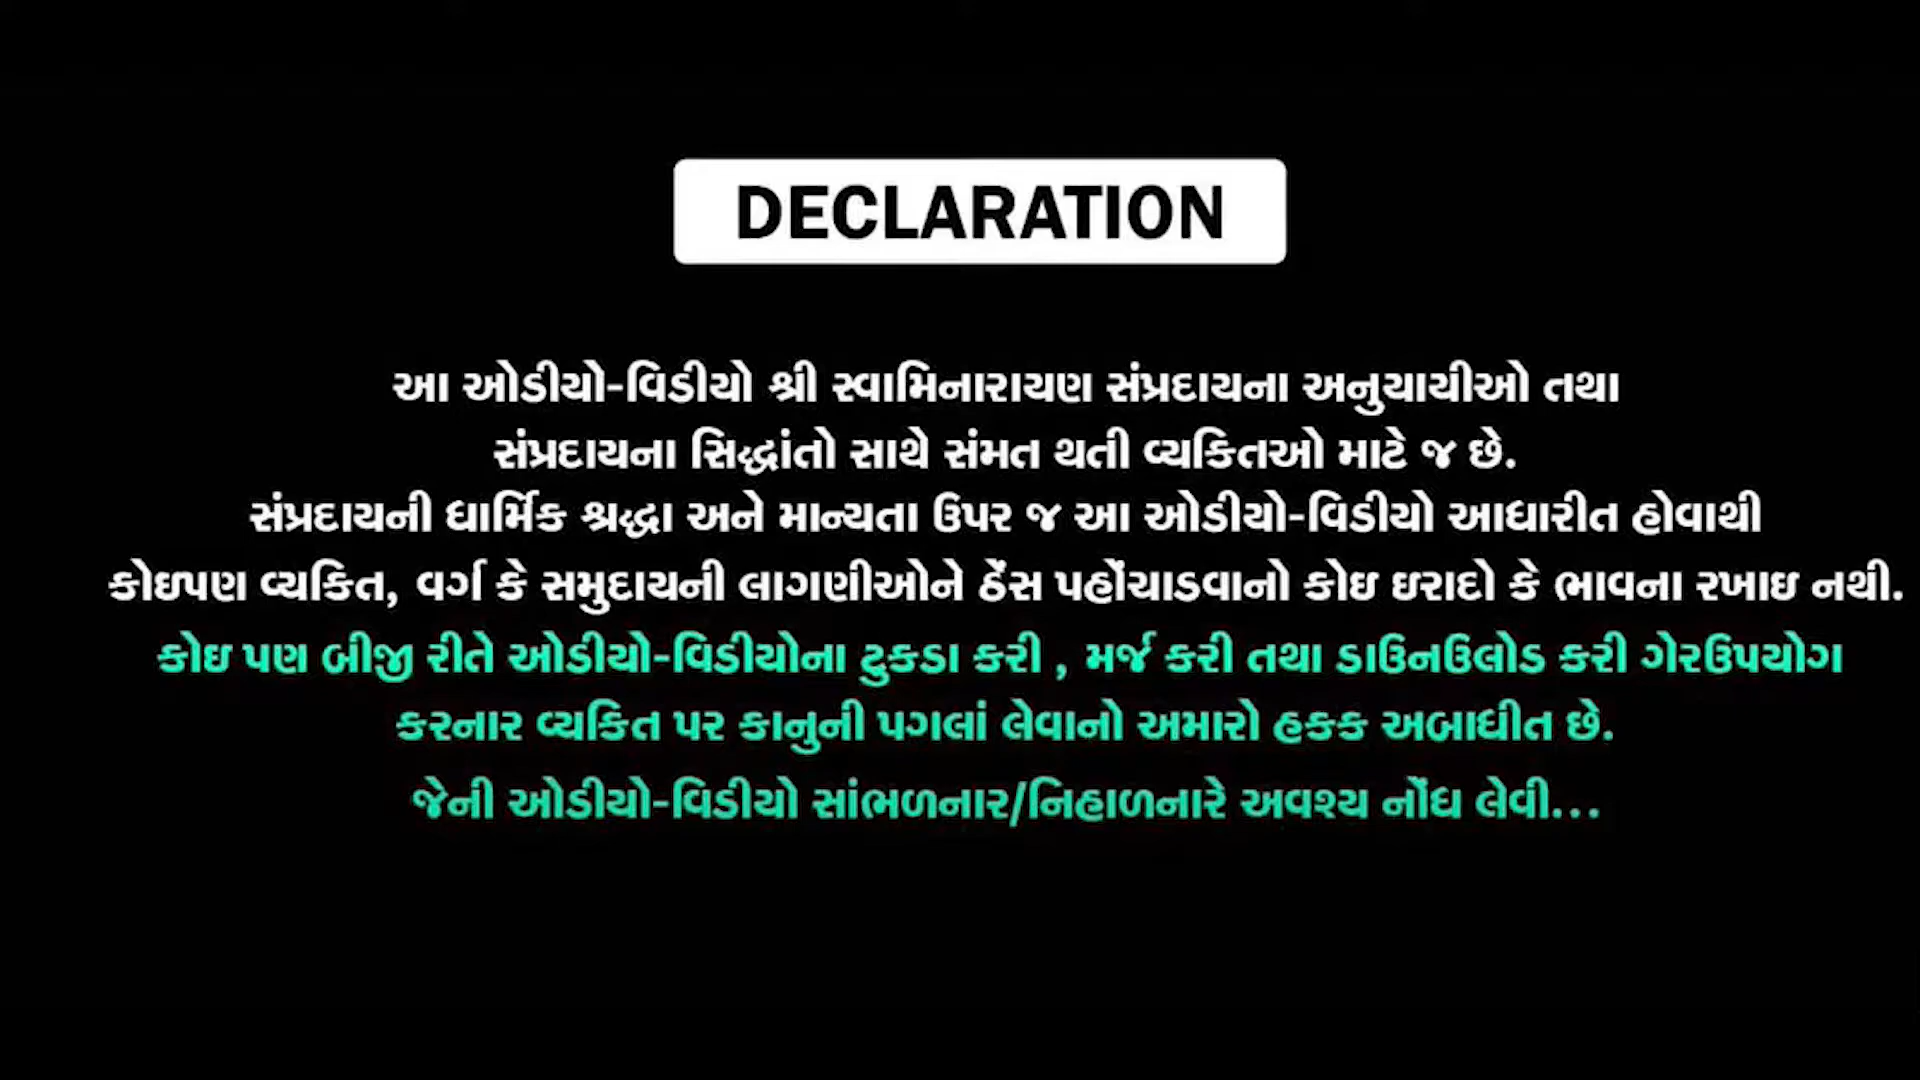 DECLARATION
આ ઓડીયો-વિડીયો શ્રી સ્વામિનારાયણ સંપ્રદાયના અનુયાયીઓ તથા
સંપ્રદાયના સિદ્ધાંતો સાથે સંમત થતી વ્યકિતઓ માટે જ છે.
સંપ્રદાયની ધાર્મિક શ્રદ્ધા અને માન્યતા ઉપર જ આ ઓડીયો-વિડીયો આધારીત હોવાથી
કોઇપણ વ્યકિત, વર્ગ કે સમુદાયની લાગણીઓને ઠેંસ પહોંચાડવાનો કોઇ ઇરાદો કે ભાવના રખાઇ નથી.
કોઇ પણ બીજી રીતે ઓડીયો-વિડીયોના ટુકડા કરી , મર્જ કરી તથા ડાઉનઉલોડ કરી ગેરઉપયોગ
કરનાર વ્યકિત પર કાનુની પગલાં લેવાનો અમારો હકક અબાધીત છે.
જેની ઓડીયો-વિડીયો સાંભળનાર/નિહાળનારે અવશ્ય નોંધ લેવી...